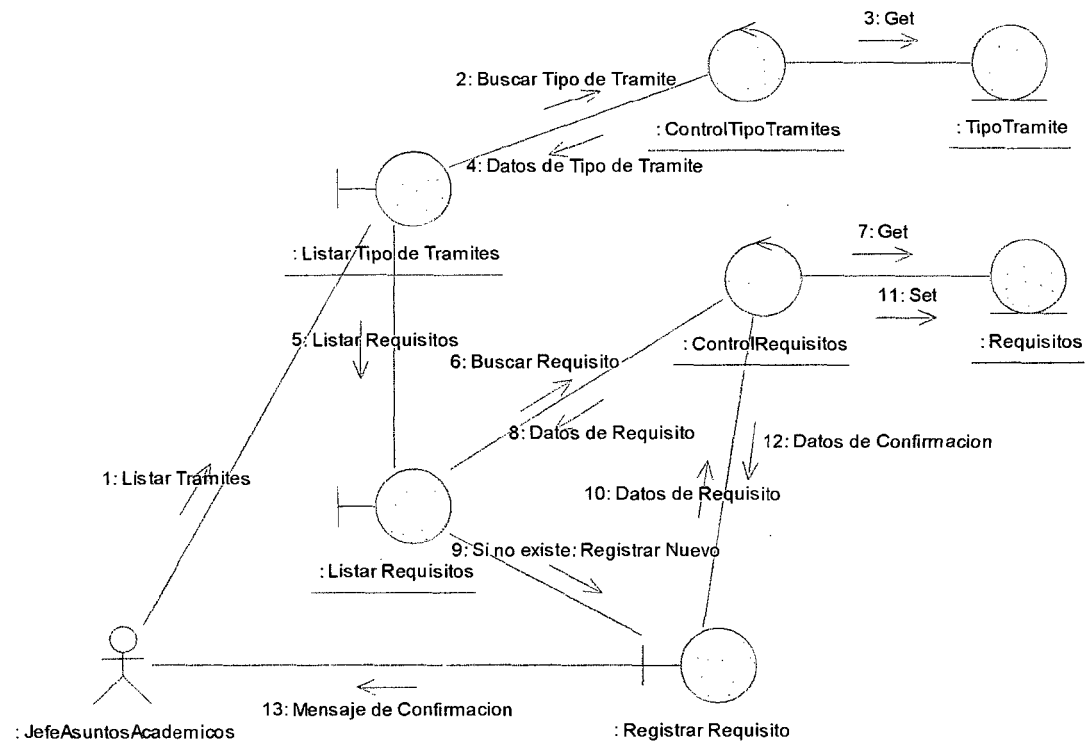 3: Get
2: Buscar Tipo de Tramite
: ControlTipoTramites
: TipoTramite
4: Datos de Tipo de Tramite
: Listar Tipo de Tramites
7: Get
11: Set
5: Listar Requisitos
6: Buscar Requisito
: ControlRequisitos
: Requisitos
8: Datos de Requisito
12: Datos de Confirmacion
1: Listar Tramites
10: Datos de Requisito
9: Si no existe: Registrar Nuevo
: Listar Requisitos
13: Mensaje de Confirmacion
: JefeAsuntosAcademicos
: Registrar Requisito